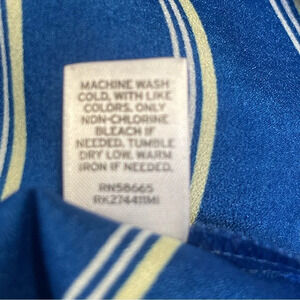 MACHINE WASH
COLD, WITH LIKE
COLORS. ONLY
NON-CHLORINE
BLEACH IF
NEEDED. TUMBLE
DRY LOW. WARM
IRON IF NEEDED.
RN58665
RK274411MI